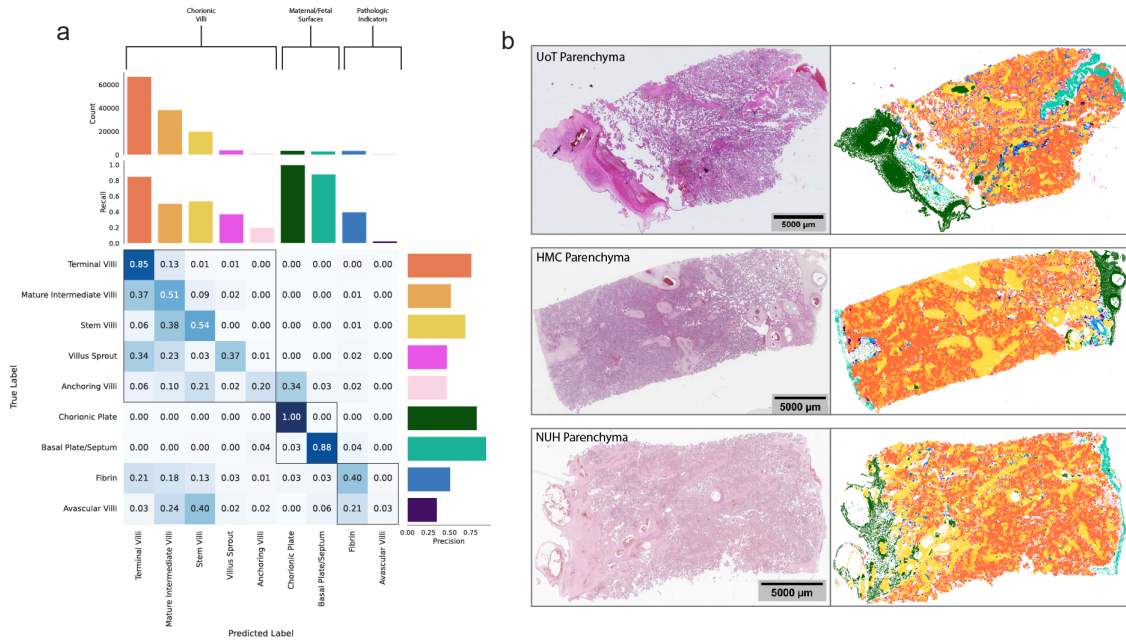 a
Chorionic
Villi
Maternal/Fetal
Surfaces
Pathologic
Indicators
60000
40000
20000
0
Count
1.0
0.8
0.6
0.4
0.2
0.0
Recall
True Label
Terminal Villi 0.85 0.13 0.01 0.01 0.00 0.00 0.00 0.00 0.00
Mature Intermediate Villi 0.37 0.51 0.09 0.02 0.00 0.00 0.00 0.01 0.00
Stem Villi 0.06 0.38 0.54 0.00 0.00 0.00 0.00 0.01 0.00
Villus Sprout 0.34 0.23 0.03 0.37 0.01 0.00 0.00 0.02 0.00
Anchoring Villi 0.06 0.10 0.21 0.02 0.20 0.34 0.03 0.02 0.00
Chorionic Plate 0.00 0.00 0.00 0.00 0.00 1.00 0.00 0.00 0.00
Basal Plate/Septum 0.00 0.00 0.00 0.00 0.04 0.03 0.88 0.04 0.00
Fibrin 0.21 0.18 0.13 0.03 0.01 0.03 0.03 0.40 0.00
Avascular Villi 0.03 0.24 0.40 0.02 0.02 0.00 0.06 0.21 0.03
0.00 0.25 0.50 0.75
Precision
Terminal Villi
Mature Intermediate Villi
Stem Villi
Villus Sprout
Anchoring Villi
Chorionic Plate
Basal Plate/Septum
Fibrin
Avascular Villi
Predicted Label
b
UoT Parenchyma
5000 µm
HMC Parenchyma
5000 µm
NUH Parenchyma
5000 µm